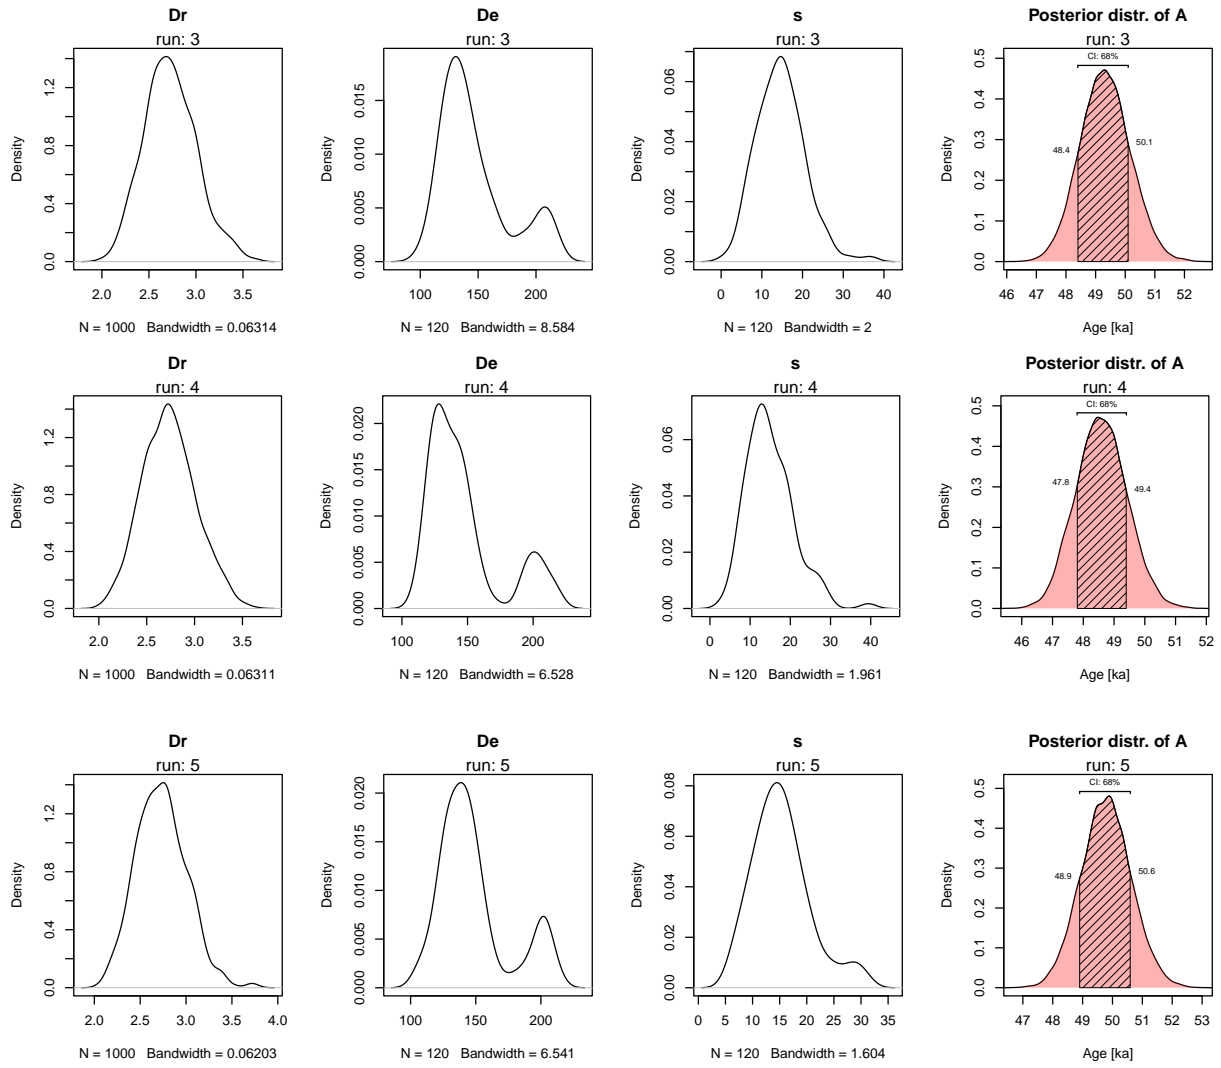 Dr
run: 3
Density
0.0 0.4 0.8 1.2
2.0 2.5 3.0 3.5
N = 1000 Bandwidth = 0.06314
De
run: 3
Density
0.000 0.005 0.010 0.015
100 150 200
N = 120 Bandwidth = 8.584
s
run: 3
Density
0.00 0.02 0.04 0.06
0 10 20 30 40
N = 120 Bandwidth = 2
Posterior distr. of A
run: 3
CI: 68%
48.4
50.1
Density
0.0 0.1 0.2 0.3 0.4 0.5
46 47 48 49 50 51 52
Age [ka]
Dr
run: 4
Density
0.0 0.4 0.8 1.2
2.0 2.5 3.0 3.5
N = 1000 Bandwidth = 0.06311
De
run: 4
Density
0.000 0.005 0.010 0.015 0.020
100 150 200
N = 120 Bandwidth = 6.528
s
run: 4
Density
0.00 0.02 0.04 0.06
0 10 20 30 40
N = 120 Bandwidth = 1.961
Posterior distr. of A
run: 4
CI: 68%
47.8
49.4
Density
0.0 0.1 0.2 0.3 0.4 0.5
46 47 48 49 50 51 52
Age [ka]
Dr
run: 5
Density
0.0 0.4 0.8 1.2
2.0 2.5 3.0 3.5 4.0
N = 1000 Bandwidth = 0.06203
De
run: 5
Density
0.000 0.005 0.010 0.015 0.020
100 150 200
N = 120 Bandwidth = 6.541
s
run: 5
Density
0.00 0.02 0.04 0.06 0.08
0 5 10 15 20 25 30 35
N = 120 Bandwidth = 1.604
Posterior distr. of A
run: 5
CI: 68%
48.9
50.6
Density
0.0 0.1 0.2 0.3 0.4 0.5
47 48 49 50 51 52 53
Age [ka]